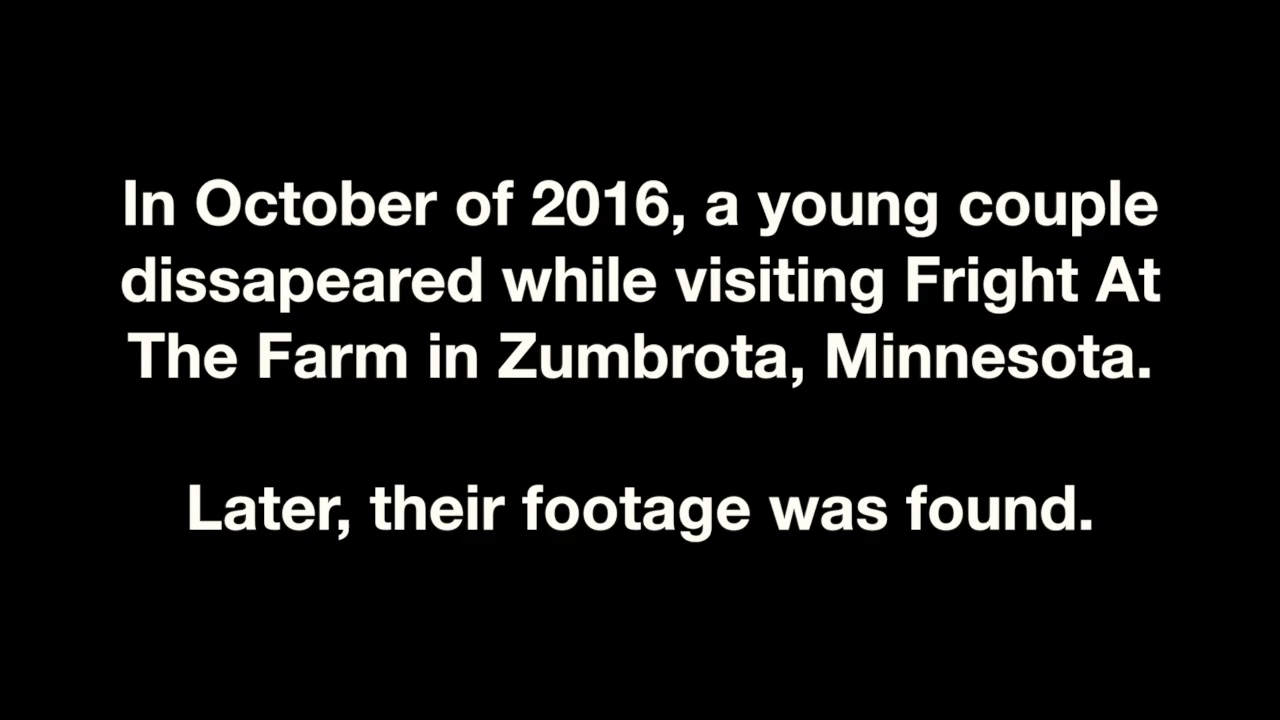 In October of 2016, a young couple
dissapeared while visiting Fright At
The Farm in Zumbrota, Minnesota.
Later, their footage was found.